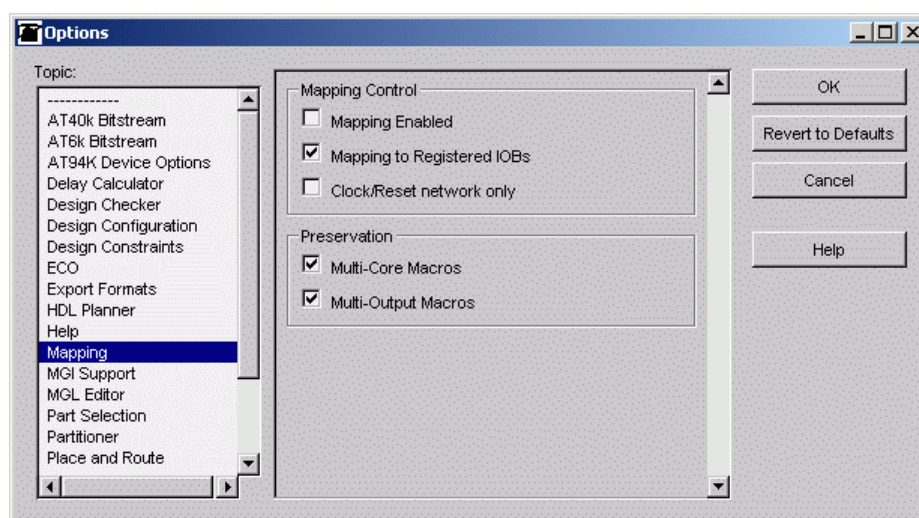 Options
Topic:
------------
AT40k Bitstream
AT6k Bitstream
AT94K Device Options
Delay Calculator
Design Checker
Design Configuration
Design Constraints
ECO
Export Formats
HDL Planner
Help
Mapping
MGI Support
MGL Editor
Part Selection
Partitioner
Place and Route
Mapping Control
Mapping Enabled
Mapping to Registered IOBs
Clock/Reset network only
Preservation
Multi-Core Macros
Multi-Output Macros
OK
Revert to Defaults
Cancel
Help